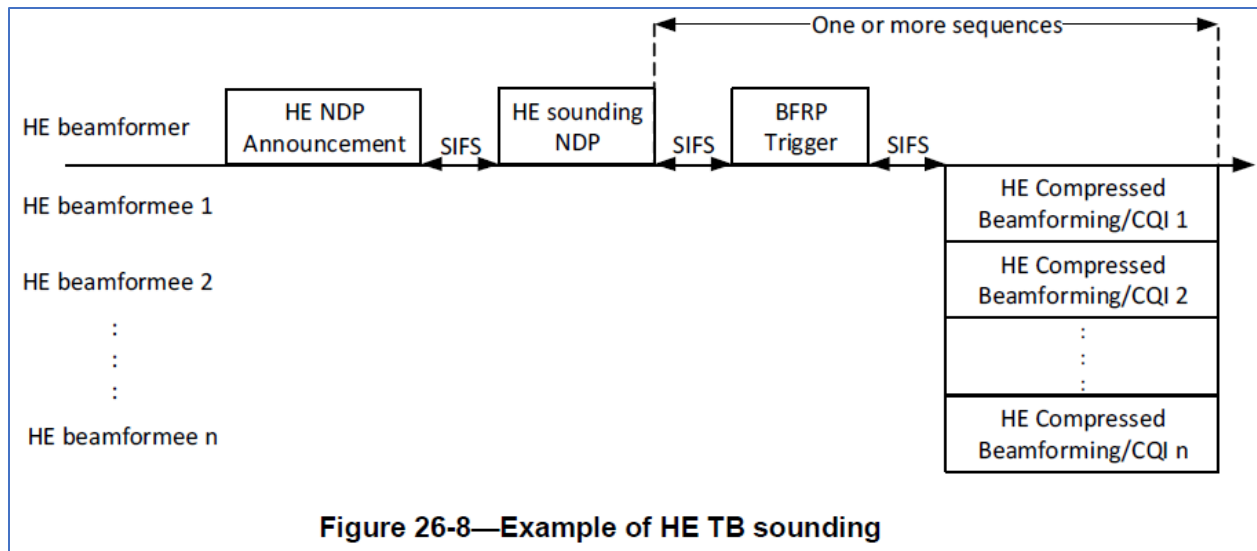 One or more sequences
HE beamformer
HE NDP
Announcement
SIFS
HE sounding
NDP
SIFS
BFRP
Trigger
SIFS
HE beamformee 1
HE Compressed
Beamforming/CQI 1
HE beamformee 2
HE Compressed
Beamforming/CQI 2
:
:
:
:
:
:
HE beamformee n
HE Compressed
Beamforming/CQI n
Figure 26-8—Example of HE TB sounding